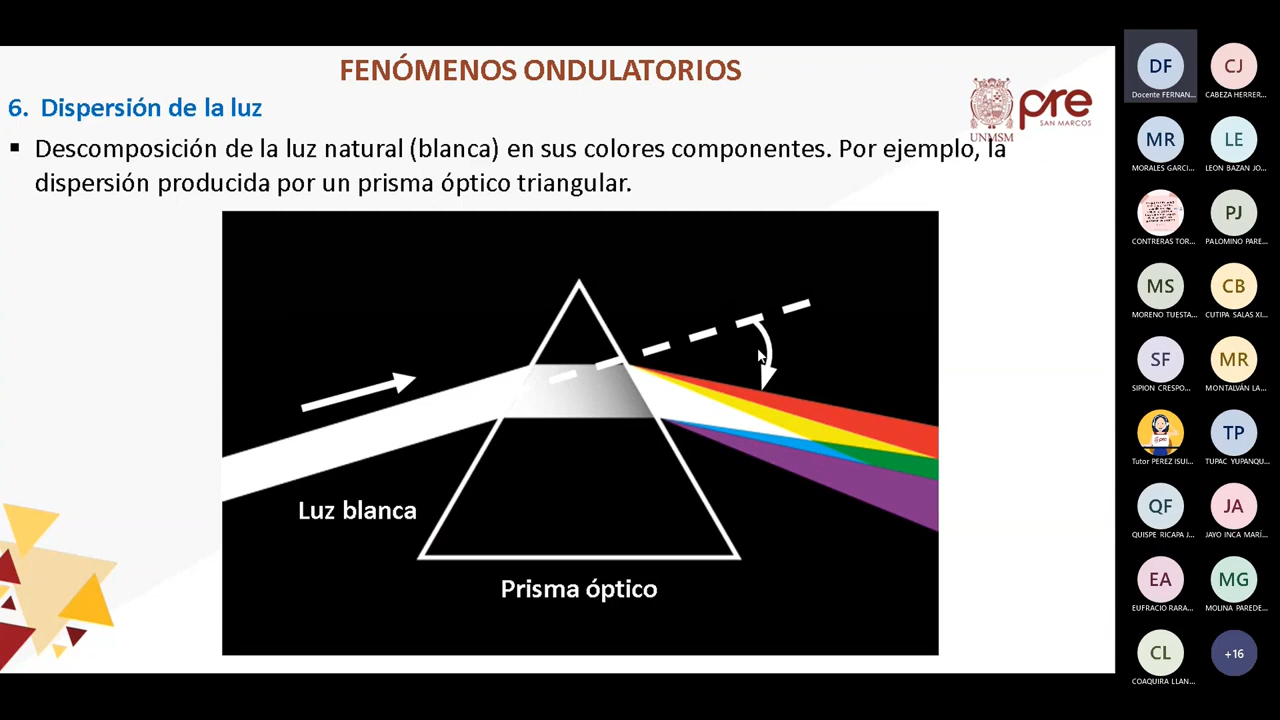 FENÓMENOS ONDULATORIOS
6. Dispersión de la luz
UNMSM
pre
SAN MARCOS
▪ Descomposición de la luz natural (blanca) en sus colores componentes. Por ejemplo, la
dispersión producida por un prisma óptico triangular.
Luz blanca
Prisma óptico
DF
Docente FERNAN...
CJ
CABEZA HERRER...
MR
MORALES GARCI...
LE
LEON BAZAN JO...
CONTRERAS TOR...
PJ
PALOMINO PARE...
MS
MORENO TUESTA...
CB
CUTIPA SALAS XI...
SF
SIPION CRESPO...
MR
MONTALVÁN LA...
Tutor PEREZ ISUI...
TP
TUPAC YUPANQU...
QF
QUISPE RICAPA J...
JA
JAYO INCA MARÍ...
EA
EUFRACIO RARA...
MG
MOLINA PAREDE...
CL
COAQUIRA LLAN...
+16